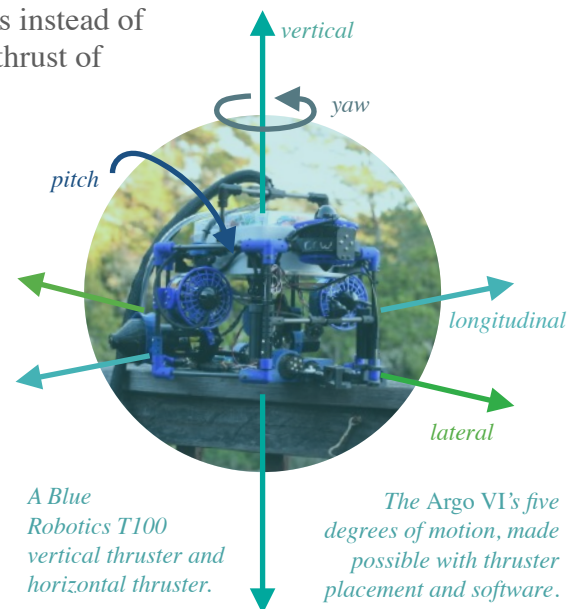 s instead of
thrust of
vertical
yaw
pitch
longitudinal
lateral
A Blue
Robotics T100
vertical thruster and
horizontal thruster.
The Argo VI’s five
degrees of motion, made
possible with thruster
placement and software.